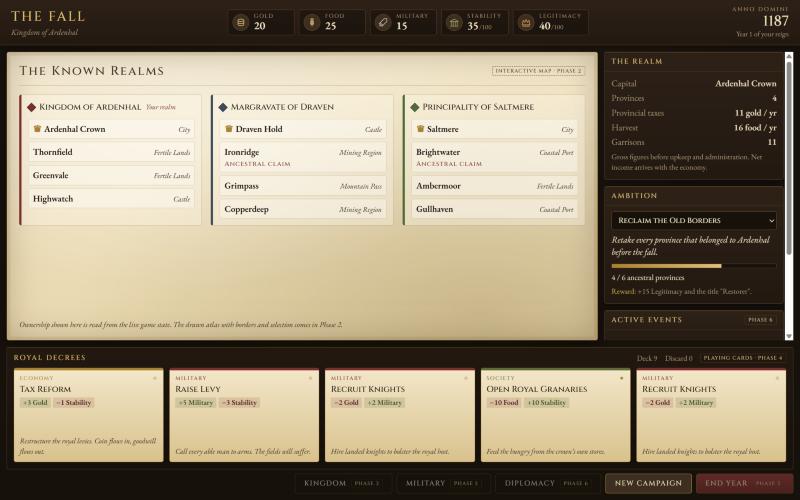 THE FALL
Kingdom of Ardenhal
GOLD
20
FOOD
25
MILITARY
15
STABILITY
35/100
LEGITIMACY
40/100
ANNO DOMINI
1187
Year 1 of your reign
THE KNOWN REALMS
INTERACTIVE MAP · PHASE 2
KINGDOM OF ARDENHAL Your realm
Ardenhal Crown City
Thornfield Fertile Lands
Greenvale Fertile Lands
Highwatch Castle
MARGRAVATE OF DRAVEN
Draven Hold Castle
Ironridge Mining Region
ANCESTRAL CLAIM
Grimpass Mountain Pass
Copperdeep Mining Region
PRINCIPALITY OF SALTMERE
Saltmere City
Brightwater Coastal Port
ANCESTRAL CLAIM
Ambermoor Fertile Lands
Gullhaven Coastal Port
Ownership shown here is read from the live game state. The drawn atlas with borders and selection comes in Phase 2.
THE REALM
Capital Ardenhal Crown
Provinces 4
Provincial taxes 11 gold / yr
Harvest 16 food / yr
Garrisons 11
Gross figures before upkeep and administration. Net
income arrives with the economy.
AMBITION
RECLAIM THE OLD BORDERS
Retake every province that belonged to Ardenhal
before the fall.
4 / 6 ancestral provinces
Reward: +15 Legitimacy and the title "Restorer".
ACTIVE EVENTS PHASE 6
ROYAL DECREES
Deck 9 Discard 0 PLAYING CARDS · PHASE 4
ECONOMY
TAX REFORM
+3 Gold −1 Stability
Restructure the royal levies. Coin flows in, goodwill
flows out.
MILITARY
RAISE LEVY
+5 Military −3 Stability
Call every able man to arms. The fields will suffer.
MILITARY
RECRUIT KNIGHTS
−2 Gold +2 Military
Hire landed knights to bolster the royal host.
SOCIETY
OPEN ROYAL GRANARIES
−10 Food +10 Stability
Feed the hungry from the crown's own stores.
MILITARY
RECRUIT KNIGHTS
−2 Gold +2 Military
Hire landed knights to bolster the royal host.
KINGDOM PHASE 3
MILITARY PHASE 5
DIPLOMACY PHASE 6
NEW CAMPAIGN
END YEAR PHASE 3